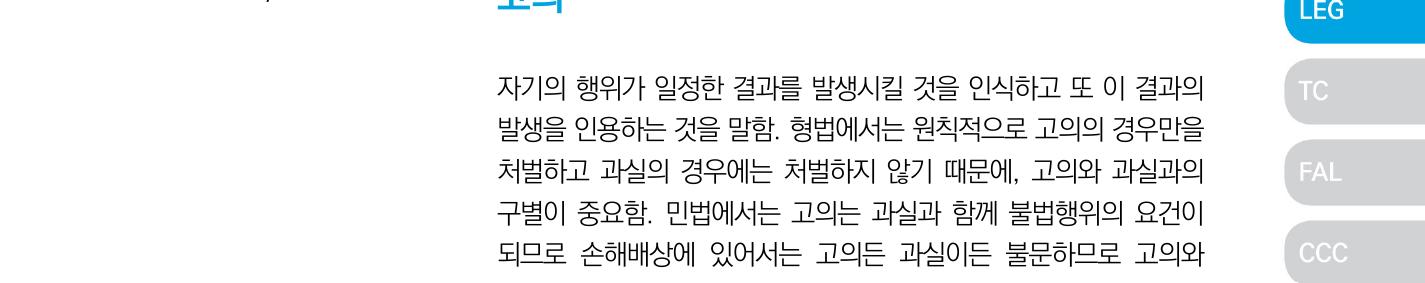 고의
LEG
자기의 행위가 일정한 결과를 발생시킬 것을 인식하고 또 이 결과의
발생을 인용하는 것을 말함. 형법에서는 원칙적으로 고의의 경우만을
처벌하고 과실의 경우에는 처벌하지 않기 때문에, 고의와 과실과의
구별이 중요함. 민법에서는 고의는 과실과 함께 불법행위의 요건이
되므로 손해배상에 있어서는 고의든 과실이든 불문하므로 고의와
TC
FAL
CCC